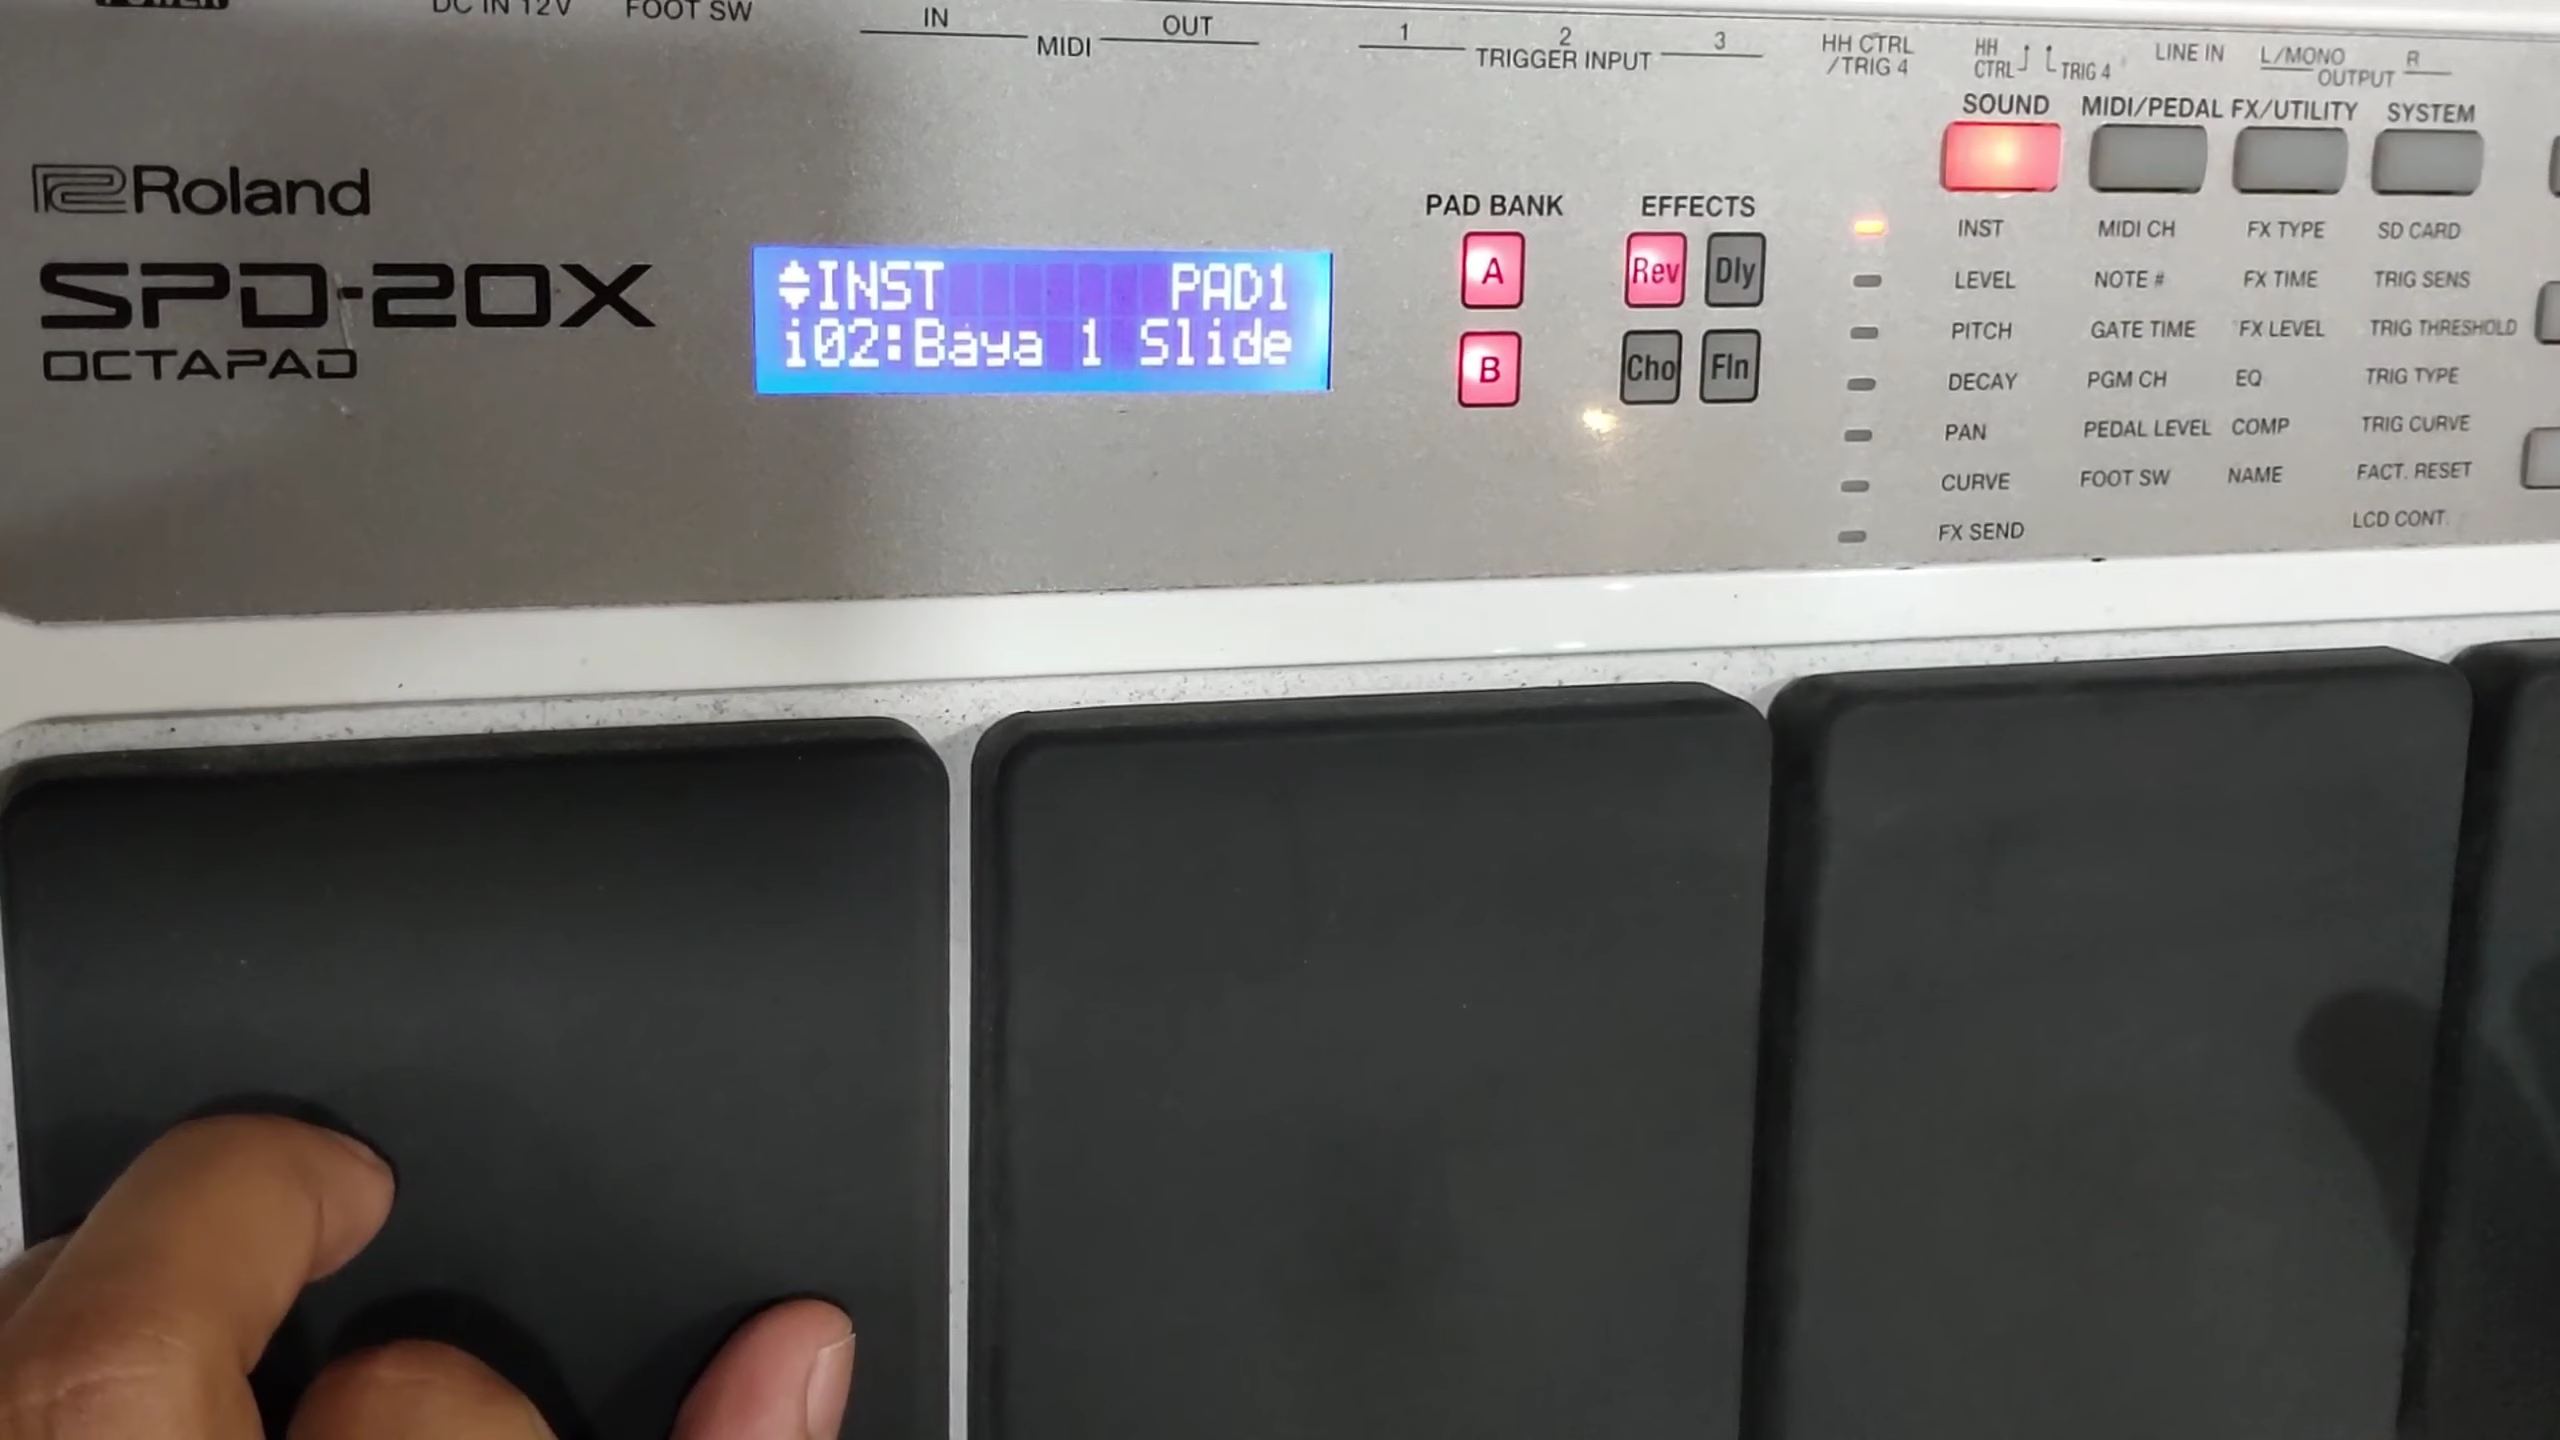 POWER
DC IN 12V
FOOT SW
IN
MIDI
OUT
1
2
3
TRIGGER INPUT
HH CTRL
/TRIG 4
HH
CTRL
TRIG 4
LINE IN
L/MONO
R
OUTPUT
SOUND
MIDI/PEDAL
FX/UTILITY
SYSTEM
Roland
SPD-20X
OCTAPAD
INST PAD1
i02:Baya 1 Slide
PAD BANK
A
B
EFFECTS
Rev
Dly
Cho
Fln
INST
MIDI CH
FX TYPE
SD CARD
LEVEL
NOTE #
FX TIME
TRIG SENS
PITCH
GATE TIME
FX LEVEL
TRIG THRESHOLD
DECAY
PGM CH
EQ
TRIG TYPE
PAN
PEDAL LEVEL
COMP
TRIG CURVE
CURVE
FOOT SW
NAME
FACT. RESET
FX SEND
LCD CONT.